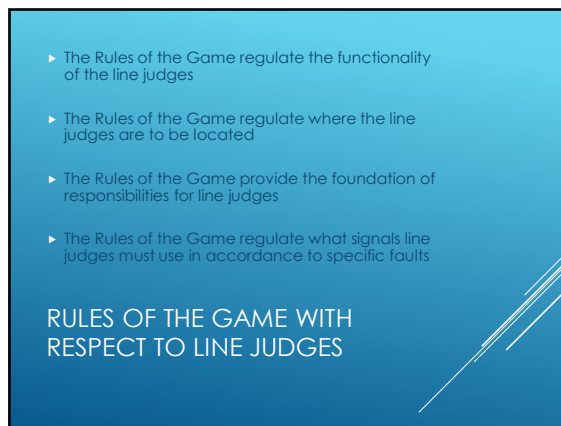 The Rules of the Game regulate the functionality
of the line judges
The Rules of the Game regulate where the line
judges are to be located
The Rules of the Game provide the foundation of
responsibilities for line judges
The Rules of the Game regulate what signals line
judges must use in accordance to specific faults
RULES OF THE GAME WITH
RESPECT TO LINE JUDGES